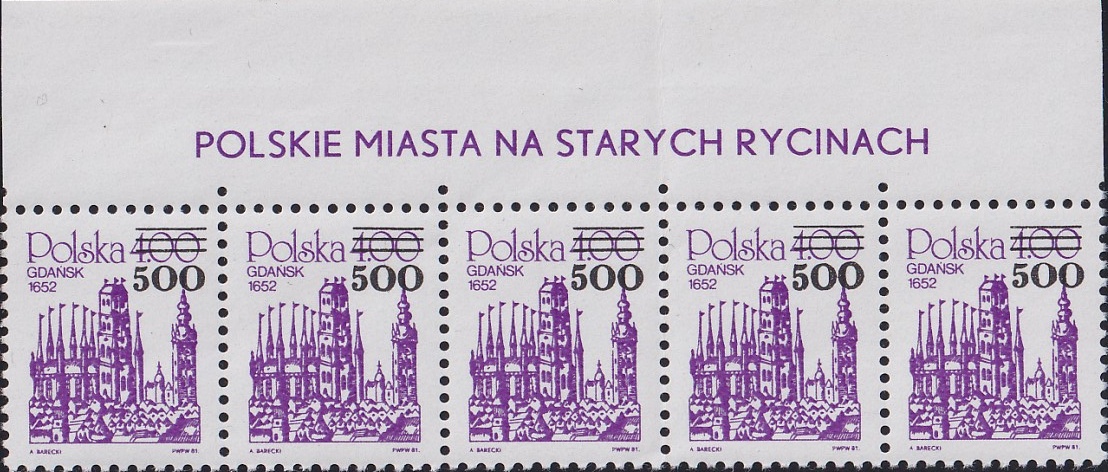 POLSKIE MIASTA NA STARYCH RYCINACH
Polska 4.00
GDAŃSK 500
1652
A. BARECKI PWPW 81.
Polska 4.00
GDAŃSK 500
1652
A. BARECKI PWPW 81.
Polska 4.00
GDAŃSK 500
1652
A. BARECKI PWPW 81.
Polska 4.00
GDAŃSK 500
1652
A. BARECKI PWPW 81.
Polska 4.00
GDAŃSK 500
1652
A. BARECKI PWPW 81.